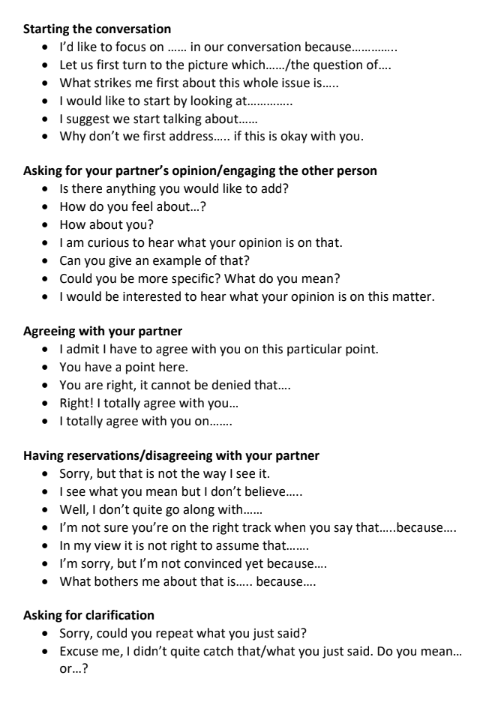 Starting the conversation
• I'd like to focus on …… in our conversation because…………..
• Let us first turn to the picture which……/the question of….
• What strikes me first about this whole issue is…..
• I would like to start by looking at…………..
• I suggest we start talking about……
• Why don't we first address….. if this is okay with you.
Asking for your partner's opinion/engaging the other person
• Is there anything you would like to add?
• How do you feel about…?
• How about you?
• I am curious to hear what your opinion is on that.
• Can you give an example of that?
• Could you be more specific? What do you mean?
• I would be interested to hear what your opinion is on this matter.
Agreeing with your partner
• I admit I have to agree with you on this particular point.
• You have a point here.
• You are right, it cannot be denied that….
• Right! I totally agree with you…
• I totally agree with you on…….
Having reservations/disagreeing with your partner
• Sorry, but that is not the way I see it.
• I see what you mean but I don't believe…..
• Well, I don't quite go along with……
• I'm not sure you're on the right track when you say that…..because….
• In my view it is not right to assume that…….
• I'm sorry, but I'm not convinced yet because….
• What bothers me about that is….. because….
Asking for clarification
• Sorry, could you repeat what you just said?
• Excuse me, I didn't quite catch that/what you just said. Do you mean…
or…?